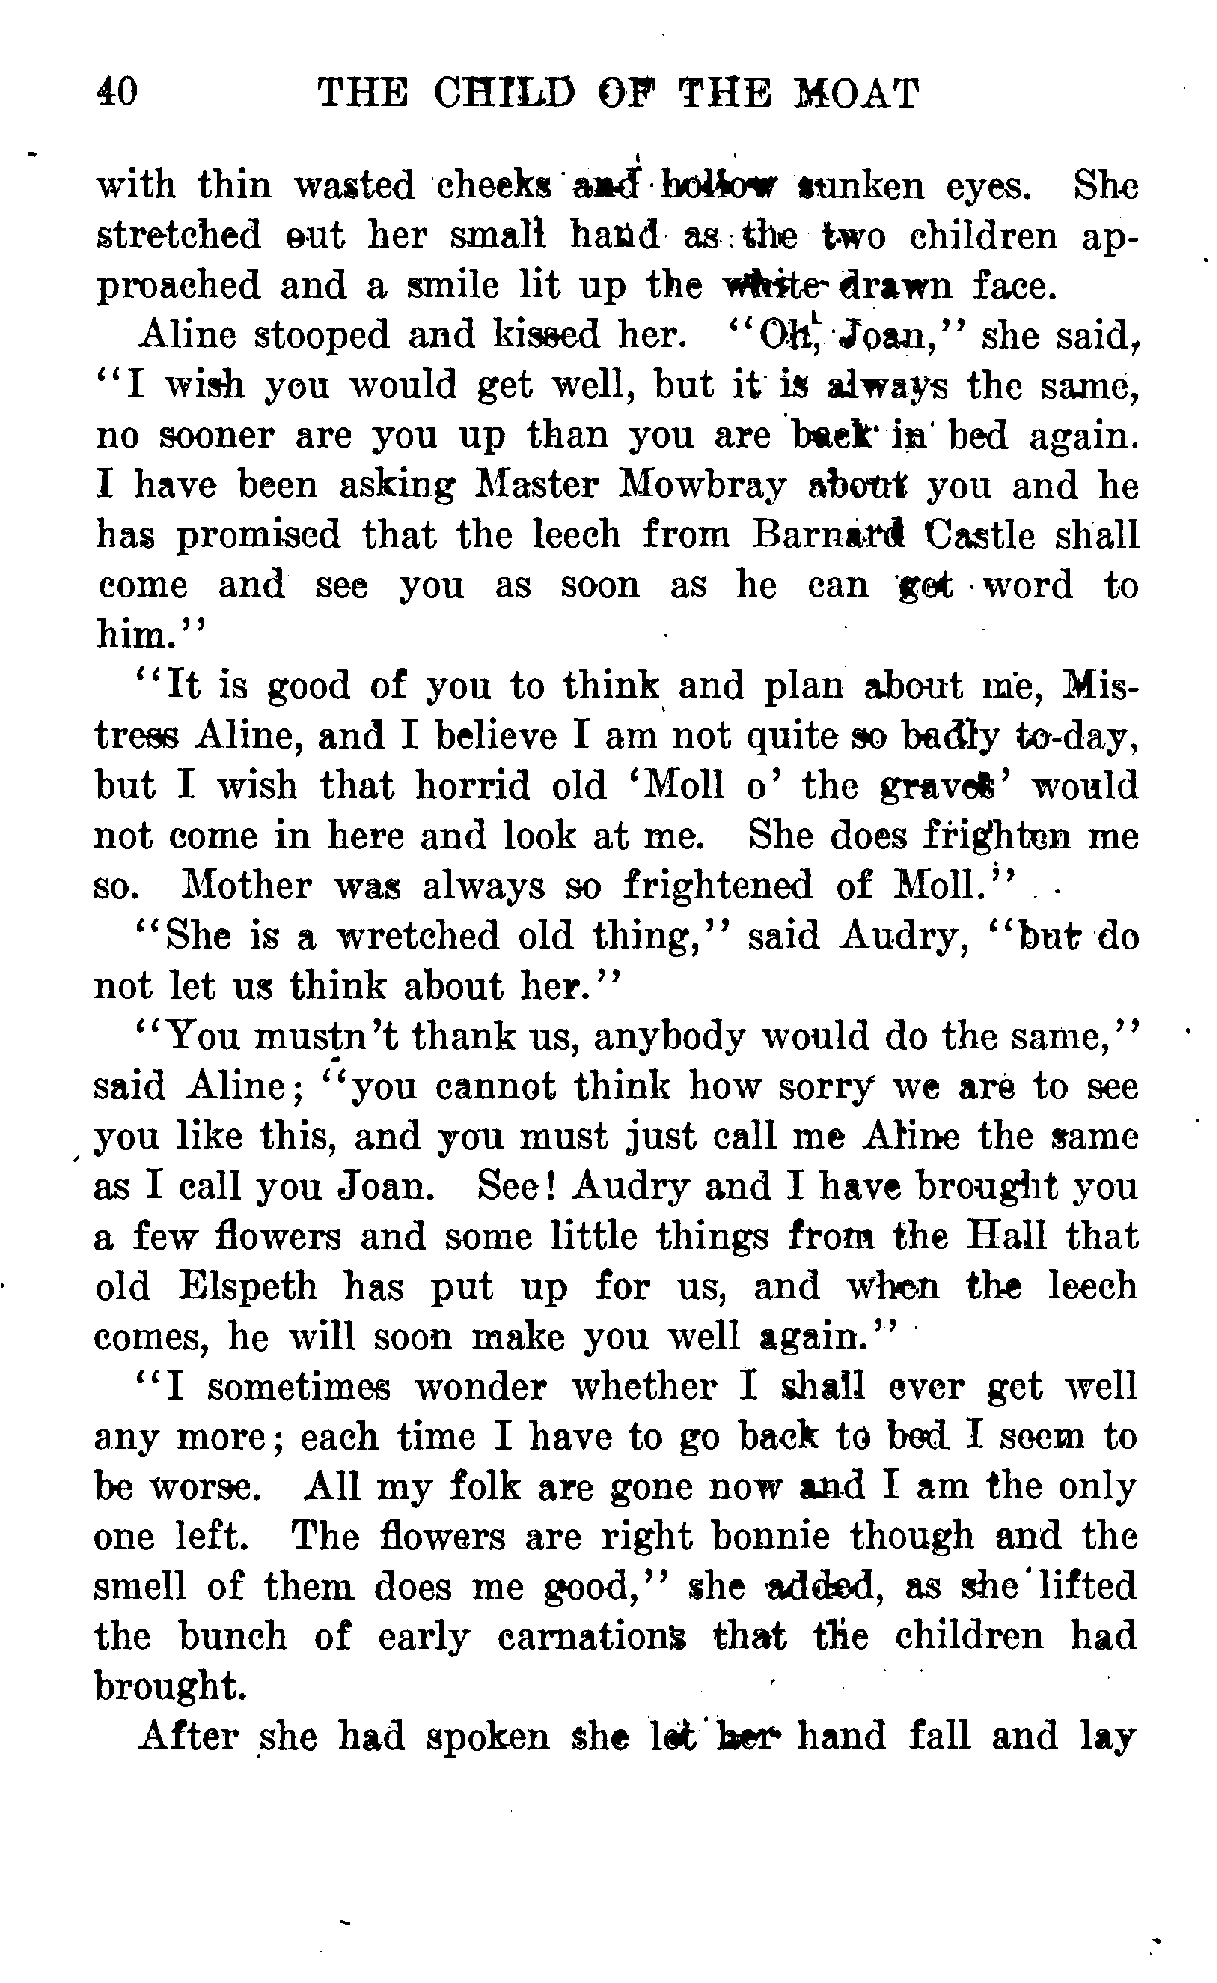 40 THE CHILD OF THE MOAT
with thin wasted cheeks and hollow sunken eyes. She
stretched out her small hand as the two children ap-
proached and a smile lit up the white drawn face.
Aline stooped and kissed her. "Oh, Joan," she said,
"I wish you would get well, but it is always the same,
no sooner are you up than you are back in bed again.
I have been asking Master Mowbray about you and he
has promised that the leech from Barnard Castle shall
come and see you as soon as he can get word to
him."
"It is good of you to think and plan about me, Mis-
tress Aline, and I believe I am not quite so badly to-day,
but I wish that horrid old 'Moll o' the graves' would
not come in here and look at me. She does frighten me
so. Mother was always so frightened of Moll."
"She is a wretched old thing," said Audry, "but do
not let us think about her."
"You mustn't thank us, anybody would do the same,"
said Aline; "you cannot think how sorry we are to see
you like this, and you must just call me Aline the same
as I call you Joan. See! Audry and I have brought you
a few flowers and some little things from the Hall that
old Elspeth has put up for us, and when the leech
comes, he will soon make you well again."
"I sometimes wonder whether I shall ever get well
any more; each time I have to go back to bed I seem to
be worse. All my folk are gone now and I am the only
one left. The flowers are right bonnie though and the
smell of them does me good," she added, as she lifted
the bunch of early carnations that the children had
brought.
After she had spoken she let her hand fall and lay